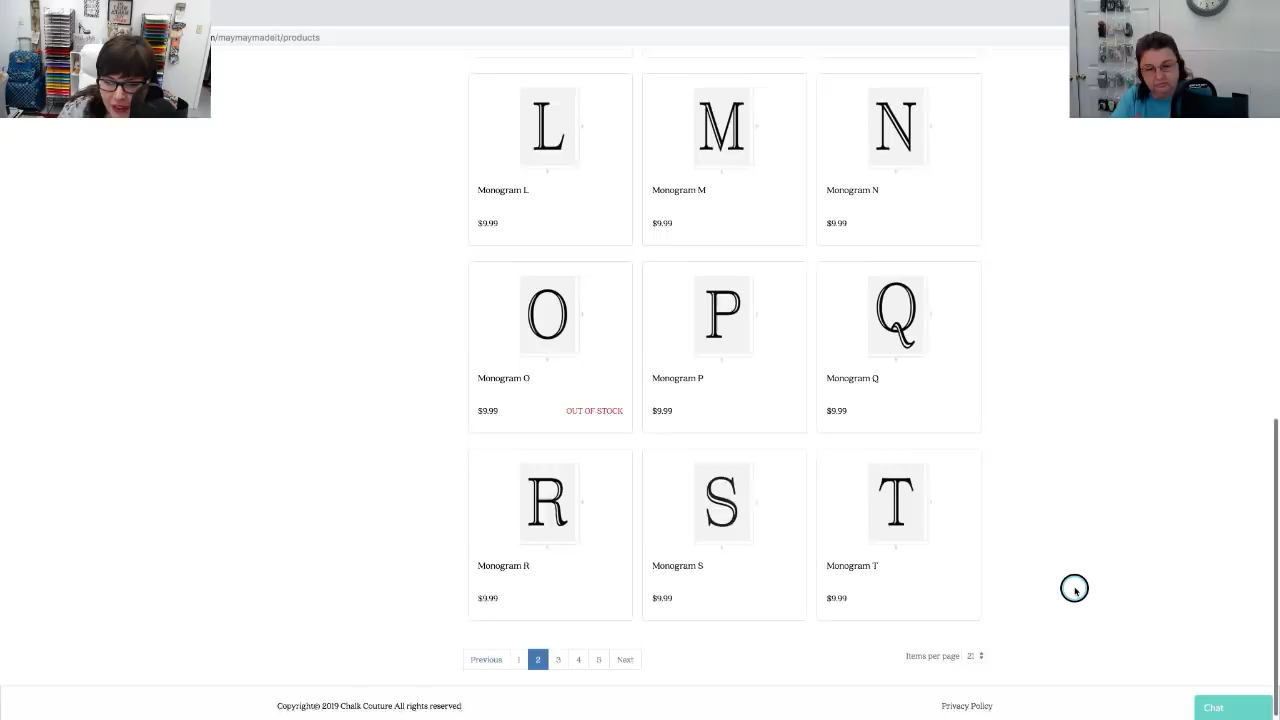 n/maymaymadeit/products
L
M
N
Monogram L
Monogram M
Monogram N
$9.99
$9.99
$9.99
O
P
Q
Monogram O
Monogram P
Monogram Q
$9.99 OUT OF STOCK
$9.99
$9.99
R
S
T
Monogram R
Monogram S
Monogram T
$9.99
$9.99
$9.99
Previous 1 2 3 4 5 Next
Items per page 21
Copyright© 2019 Chalk Couture All rights reserved
Privacy Policy
Chat